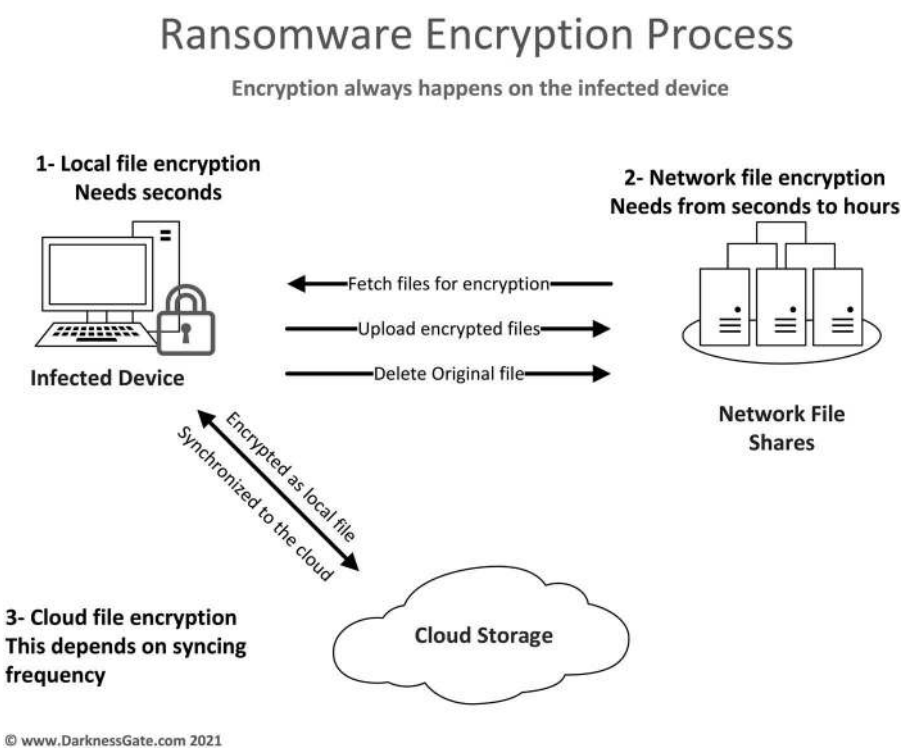 Ransomware Encryption Process
Encryption always happens on the infected device
1- Local file encryption
Needs seconds
2- Network file encryption
Needs from seconds to hours
Fetch files for encryption
Upload encrypted files
Delete Original file
Infected Device
Network File
Shares
Encrypted as local file
Synchronized to the cloud
3- Cloud file encryption
This depends on syncing
frequency
Cloud Storage
© www.DarknessGate.com 2021